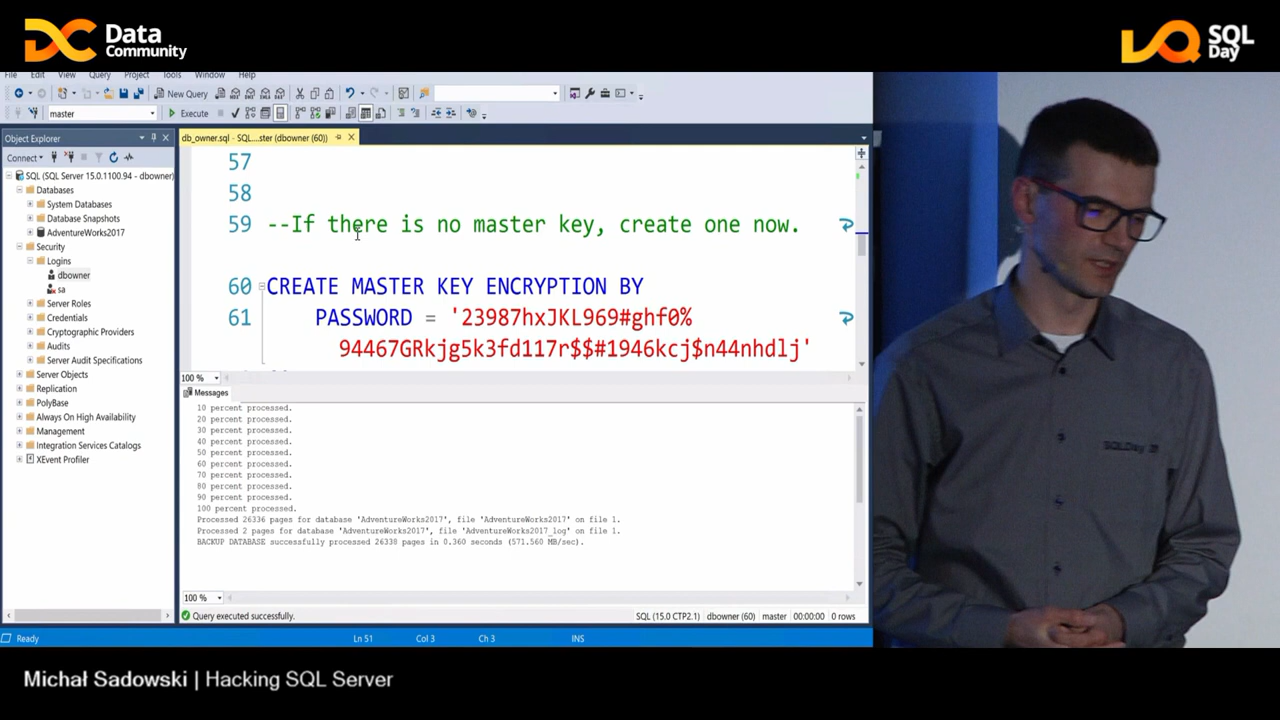 Data
Community
SQL
Day
File Edit View Query Project Tools Window Help
New Query
master
Execute
Object Explorer
db_owner.sql - SQL....ster (dbowner (60))
Connect
SQL (SQL Server 15.0.1100.94 - dbowner)
Databases
System Databases
Database Snapshots
AdventureWorks2017
Security
Logins
dbowner
sa
Server Roles
Credentials
Cryptographic Providers
Audits
Server Audit Specifications
Server Objects
Replication
PolyBase
Always On High Availability
Management
Integration Services Catalogs
XEvent Profiler
57
58
59 --If there is no master key, create one now.
60 CREATE MASTER KEY ENCRYPTION BY
61 PASSWORD = '23987hxJKL969#ghf0%
94467GRkjg5k3fd117r$$#1946kcj$n44nhdlj'
100 %
Messages
10 percent processed.
20 percent processed.
30 percent processed.
40 percent processed.
50 percent processed.
60 percent processed.
70 percent processed.
80 percent processed.
90 percent processed.
100 percent processed.
Processed 26336 pages for database 'AdventureWorks2017', file 'AdventureWorks2017' on file 1.
Processed 2 pages for database 'AdventureWorks2017', file 'AdventureWorks2017_log' on file 1.
BACKUP DATABASE successfully processed 26338 pages in 0.360 seconds (571.560 MB/sec).
100 %
Query executed successfully.
SQL (15.0 CTP2.1) dbowner (60) master 00:00:00 0 rows
Ready Ln 51 Col 3 Ch 3 INS
SQLDay
Michał Sadowski | Hacking SQL Server